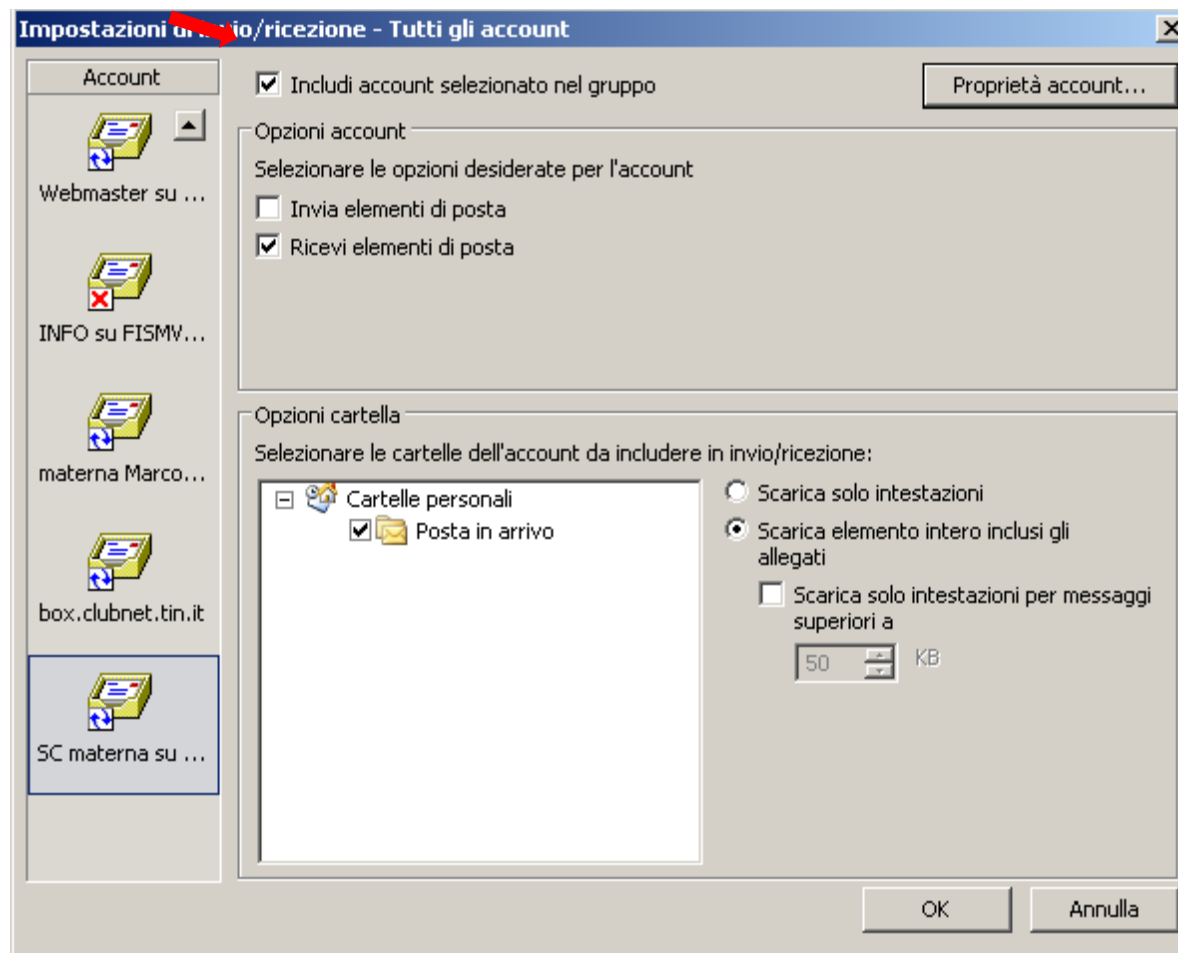 Impostazioni di invio/ricezione - Tutti gli account
Account
Includi account selezionato nel gruppo
Proprietà account...
Webmaster su ...
INFO su FISMV...
materna Marco...
box.clubnet.tin.it
SC materna su ...
Opzioni account
Selezionare le opzioni desiderate per l'account
Invia elementi di posta
Ricevi elementi di posta
Opzioni cartella
Selezionare le cartelle dell'account da includere in invio/ricezione:
Cartelle personali
Posta in arrivo
Scarica solo intestazioni
Scarica elemento intero inclusi gli
allegati
Scarica solo intestazioni per messaggi
superiori a
50 KB
OK
Annulla